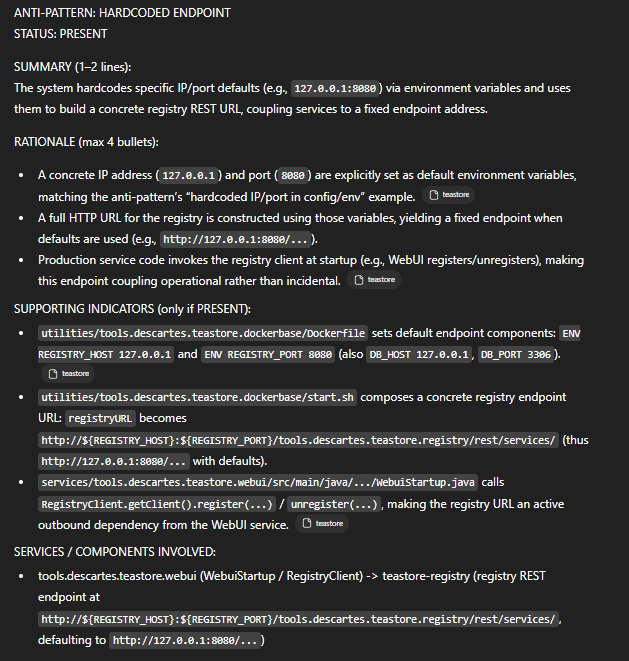 ANTI-PATTERN: HARDCODED ENDPOINT
STATUS: PRESENT
SUMMARY (1–2 lines):
The system hardcodes specific IP/port defaults (e.g., 127.0.0.1:8080) via environment variables and uses
them to build a concrete registry REST URL, coupling services to a fixed endpoint address.
RATIONALE (max 4 bullets):
• A concrete IP address (127.0.0.1) and port (8080) are explicitly set as default environment variables,
matching the anti-pattern's “hardcoded IP/port in config/env” example. teastore
• A full HTTP URL for the registry is constructed using those variables, yielding a fixed endpoint when
defaults are used (e.g., http://127.0.0.1:8080/...).
• Production service code invokes the registry client at startup (e.g., WebUI registers/unregisters), making
this endpoint coupling operational rather than incidental. teastore
SUPPORTING INDICATORS (only if PRESENT):
• utilities/tools.descartes.teastore.dockerbase/Dockerfile sets default endpoint components: ENV
REGISTRY_HOST 127.0.0.1 and ENV REGISTRY_PORT 8080 (also DB_HOST 127.0.0.1, DB_PORT 3306).
teastore
• utilities/tools.descartes.teastore.dockerbase/start.sh composes a concrete registry endpoint
URL: registryURL becomes
http://${REGISTRY_HOST}:${REGISTRY_PORT}/tools.descartes.teastore.registry/rest/services/ (thus
http://127.0.0.1:8080/... with defaults).
• services/tools.descartes.teastore.webui/src/main/java/.../WebuiStartup.java calls
RegistryClient.getClient().register(...) / unregister(...), making the registry URL an active
outbound dependency from the WebUI service. teastore
SERVICES / COMPONENTS INVOLVED:
• tools.descartes.teastore.webui (WebuiStartup / RegistryClient) -> teastore-registry (registry REST
endpoint at
http://${REGISTRY_HOST}:${REGISTRY_PORT}/tools.descartes.teastore.registry/rest/services/,
defaulting to http://127.0.0.1:8080/...)